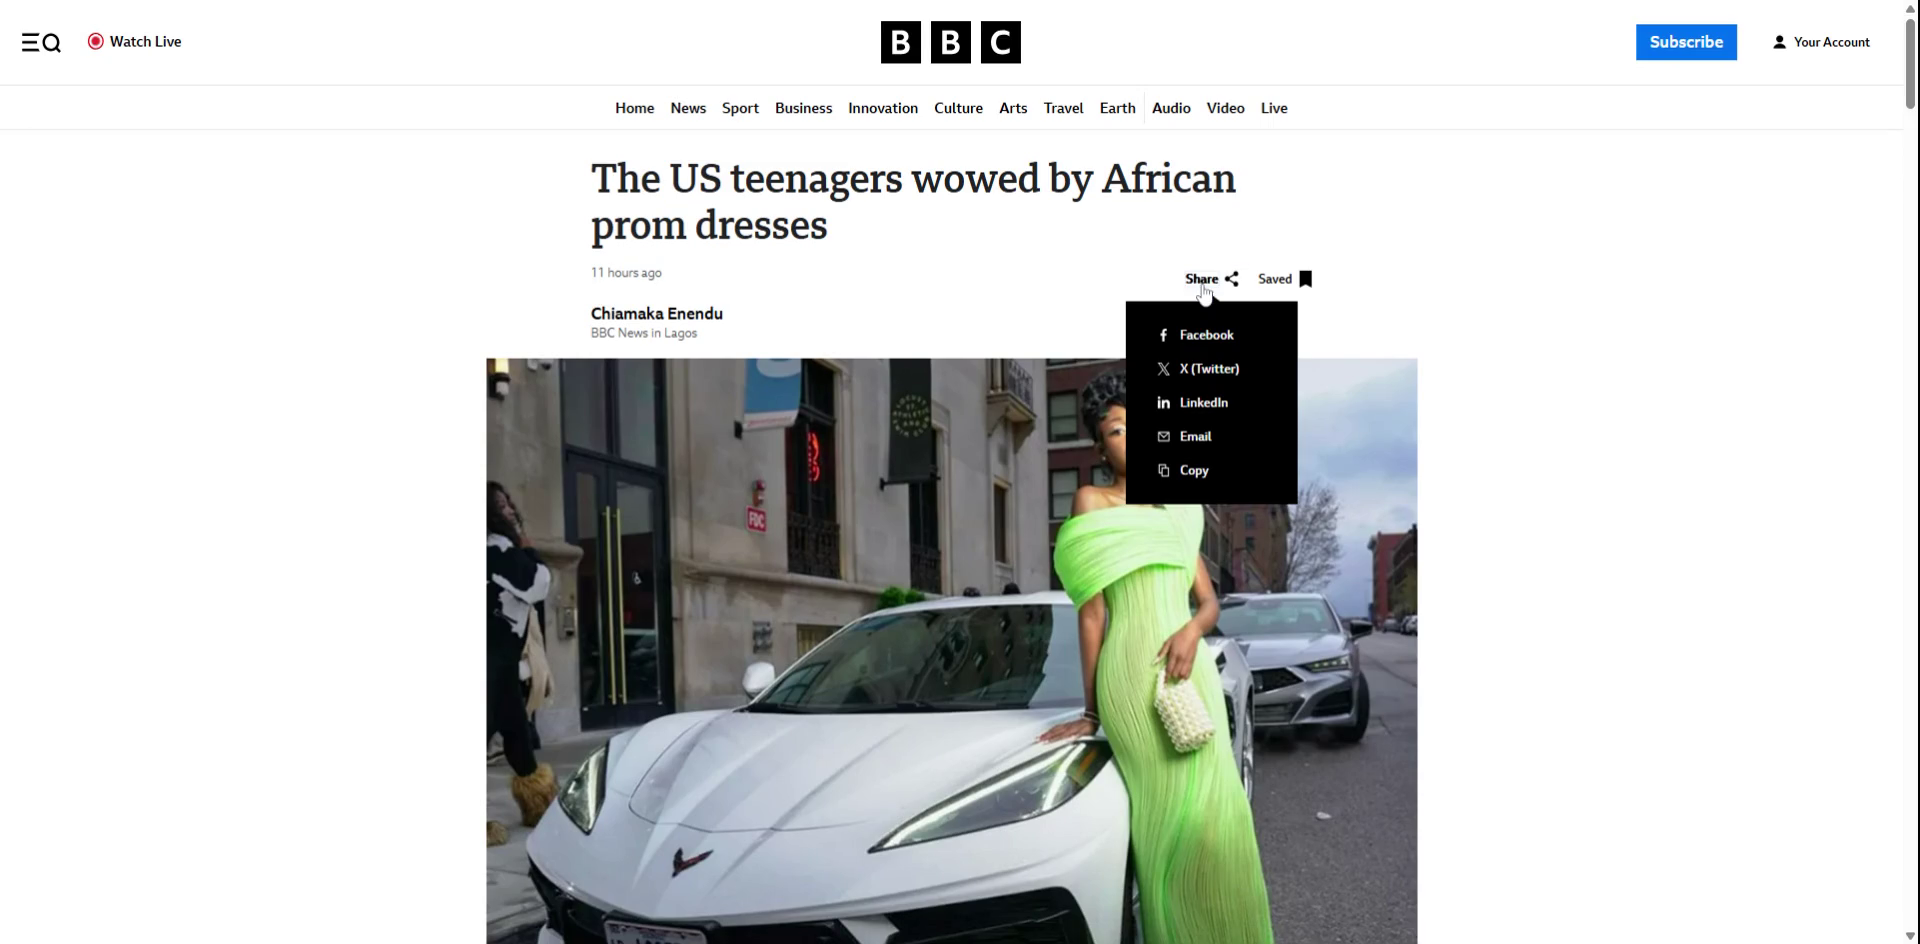 Watch Live
BBC
Subscribe
Your Account
Home News Sport Business Innovation Culture Arts Travel Earth Audio Video Live
The US teenagers wowed by African
prom dresses
11 hours ago
Share Saved
Chiamaka Enendu
BBC News in Lagos
Facebook
X (Twitter)
LinkedIn
Email
Copy
FDC